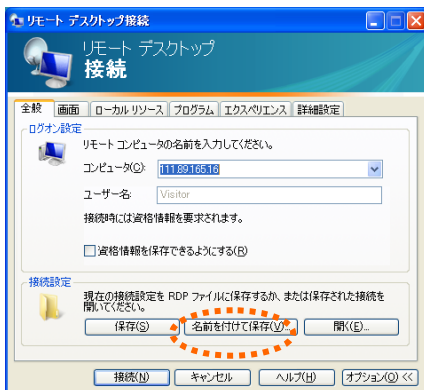 リモート デスクトップ接続
リモート デスクトップ
接続
全般 画面 ローカル リソース プログラム エクスペリエンス 詳細設定
ログオン設定
リモート コンピュータの名前を入力してください。
コンピュータ(C): 111.89.165.16
ユーザー名: Visitor
接続時には資格情報を要求されます。
資格情報を保存できるようにする(R)
接続設定
現在の接続設定を RDP ファイルに保存するか、または保存された接続を
開いてください。
保存(S) 名前を付けて保存(V)... 開く(E)...
接続(N) キャンセル ヘルプ(H) オプション(O) <<